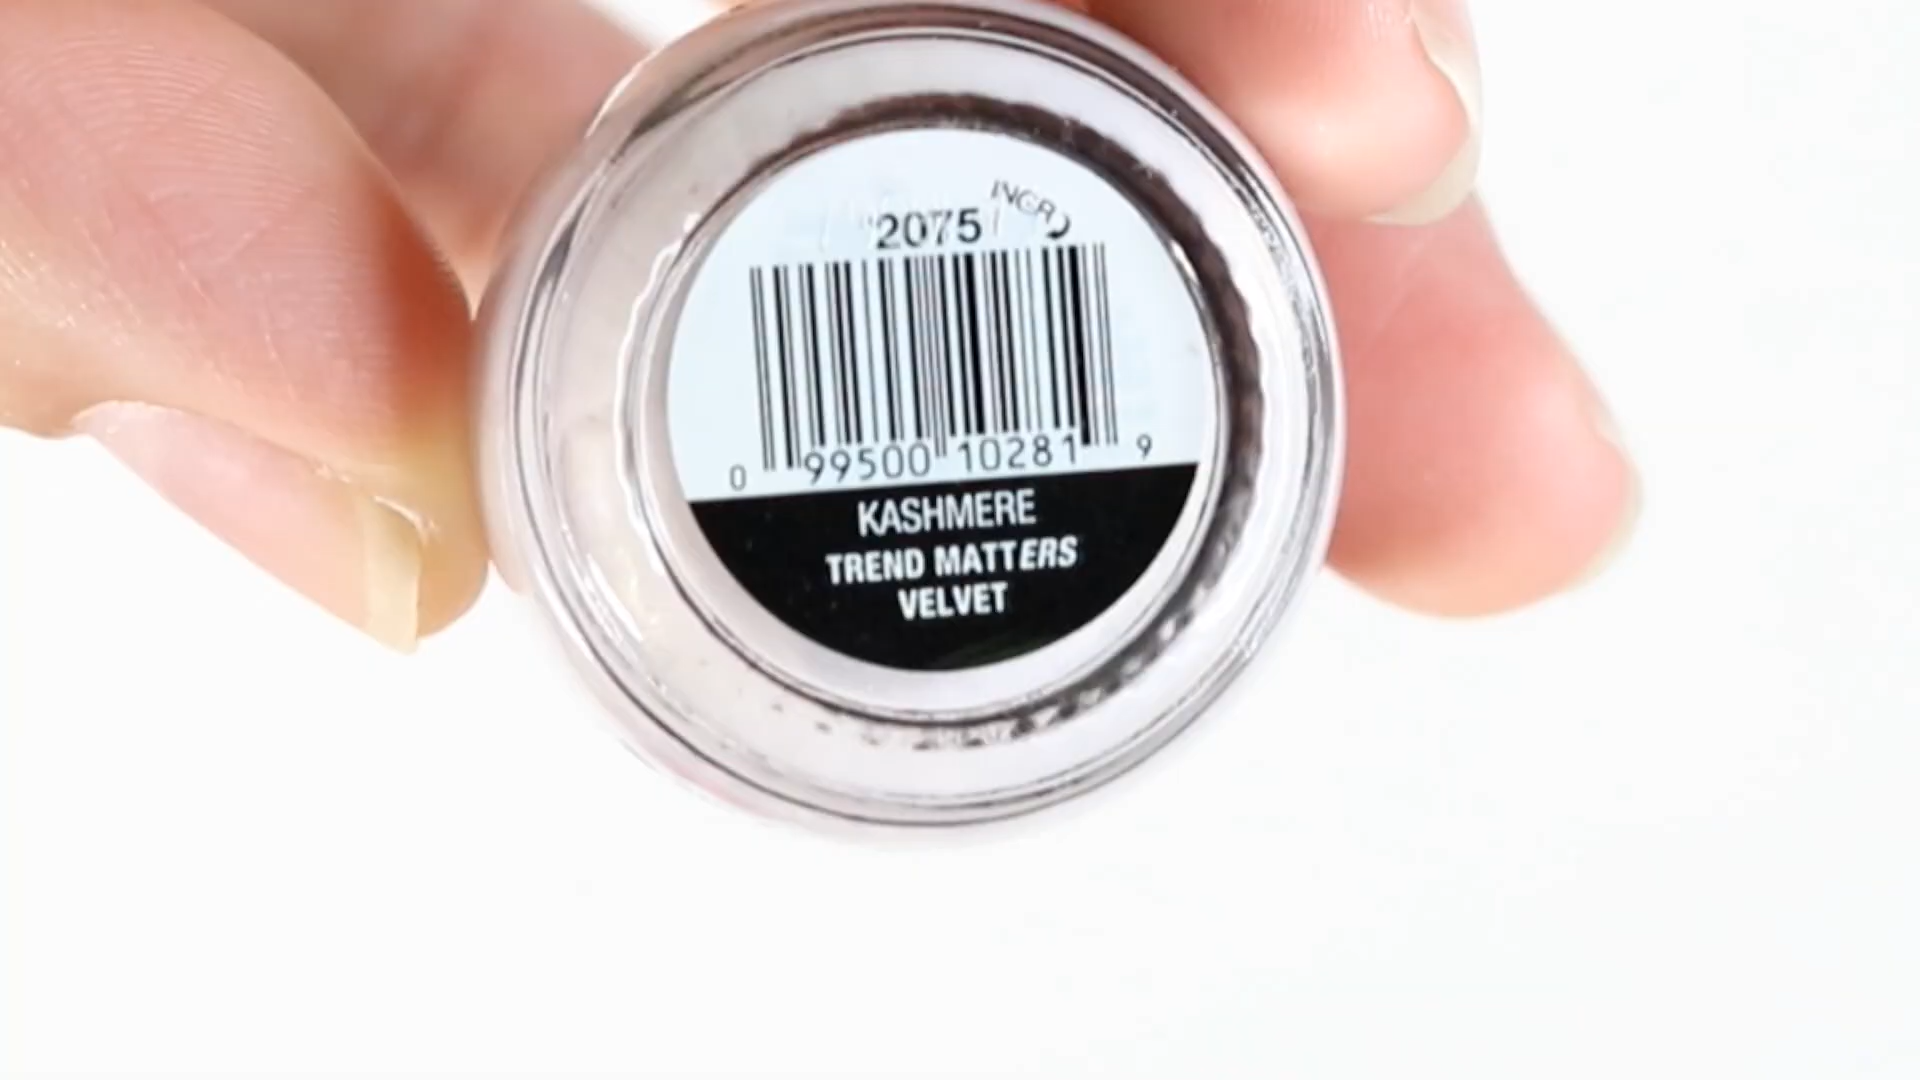 2075
0 99500 10281 9
KASHMERE
TREND MATTERS
VELVET